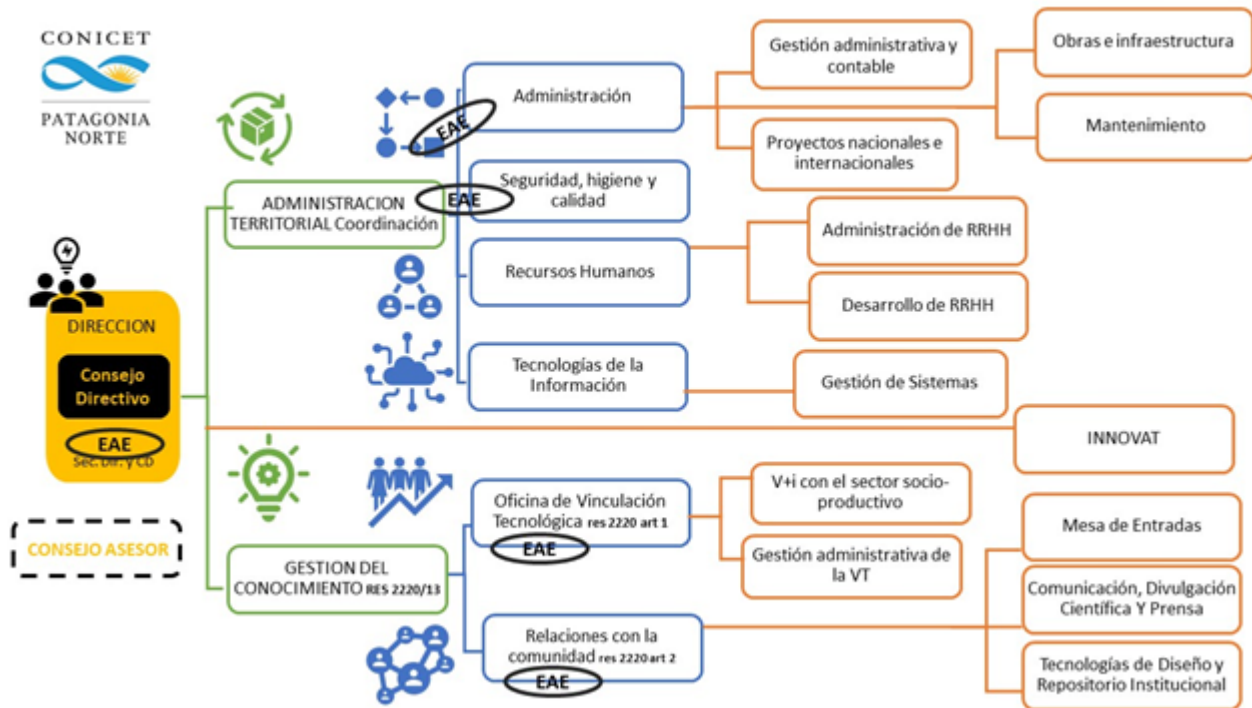 CONICET
PATAGONIA
NORTE
DIRECCION
Consejo
Directivo
EAE
Sec. Dir. y CD
CONSEJO ASESOR
ADMINISTRACION
TERRITORIAL Coordinación
EAE
EAE
Administración
Seguridad, higiene y
calidad
Recursos Humanos
Tecnologías de la
Información
Gestión administrativa y
contable
Proyectos nacionales e
internacionales
Obras e infraestructura
Mantenimiento
Administración de RRHH
Desarrollo de RRHH
Gestión de Sistemas
INNOVAT
GESTION DEL
CONOCIMIENTO RES 2220/13
Oficina de Vinculación
Tecnológica res 2220 art 1
EAE
Relaciones con la
comunidad res 2220 art 2
EAE
V+i con el sector socio-
productivo
Gestión administrativa de
la VT
Mesa de Entradas
Comunicación, Divulgación
Científica Y Prensa
Tecnologías de Diseño y
Repositorio Institucional